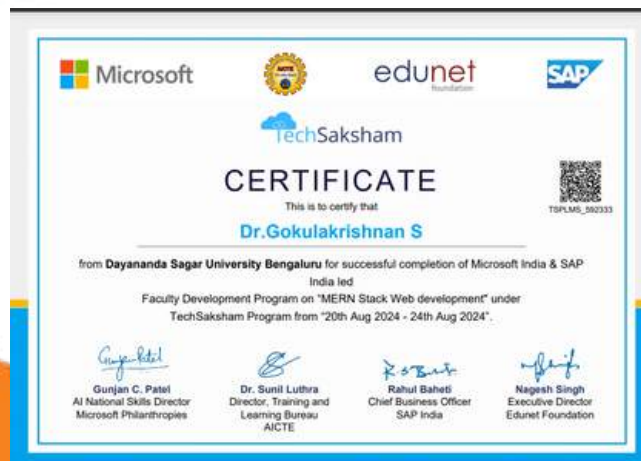 Microsoft
AICTE
edunet
foundation
SAP
TechSaksham
CERTIFICATE
This is to certify that
TSPLMS_592333
Dr.Gokulakrishnan S
from Dayananda Sagar University Bengaluru for successful completion of Microsoft India & SAP
India led
Faculty Development Program on "MERN Stack Web development" under
TechSaksham Program from "20th Aug 2024 - 24th Aug 2024".
Gunjan C. Patel
AI National Skills Director
Microsoft Philanthropies
Dr. Sunil Luthra
Director, Training and
Learning Bureau
AICTE
Rahul Baheti
Chief Business Officer
SAP India
Nagesh Singh
Executive Director
Edunet Foundation